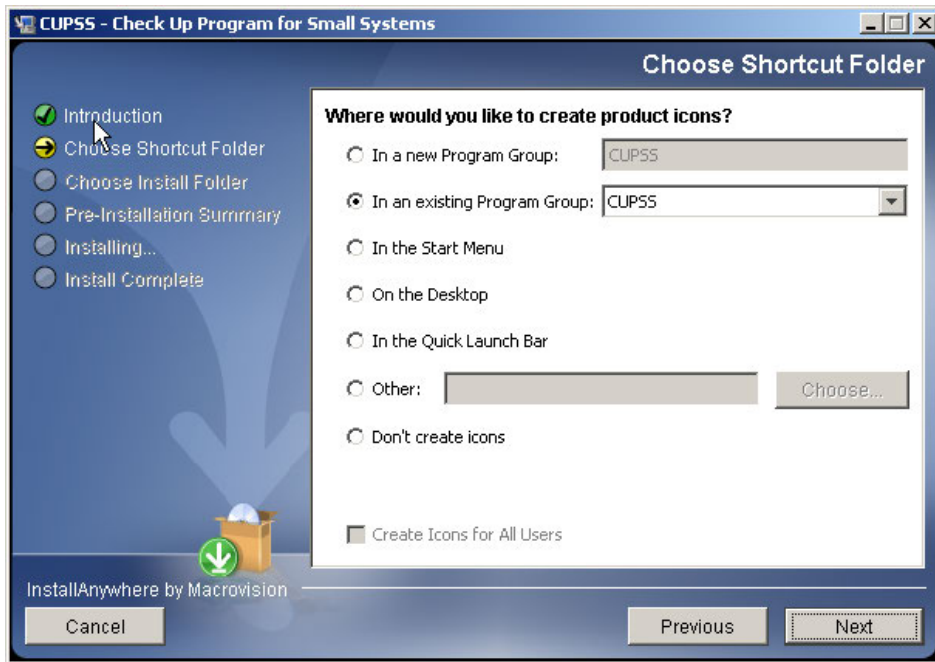 CUPSS - Check Up Program for Small Systems
Choose Shortcut Folder
Introduction
Choose Shortcut Folder
Choose Install Folder
Pre-Installation Summary
Installing...
Install Complete
Where would you like to create product icons?
In a new Program Group: CUPSS
In an existing Program Group: CUPSS
In the Start Menu
On the Desktop
In the Quick Launch Bar
Other: Choose...
Don't create icons
Create Icons for All Users
InstallAnywhere by Macrovision
Cancel Previous Next